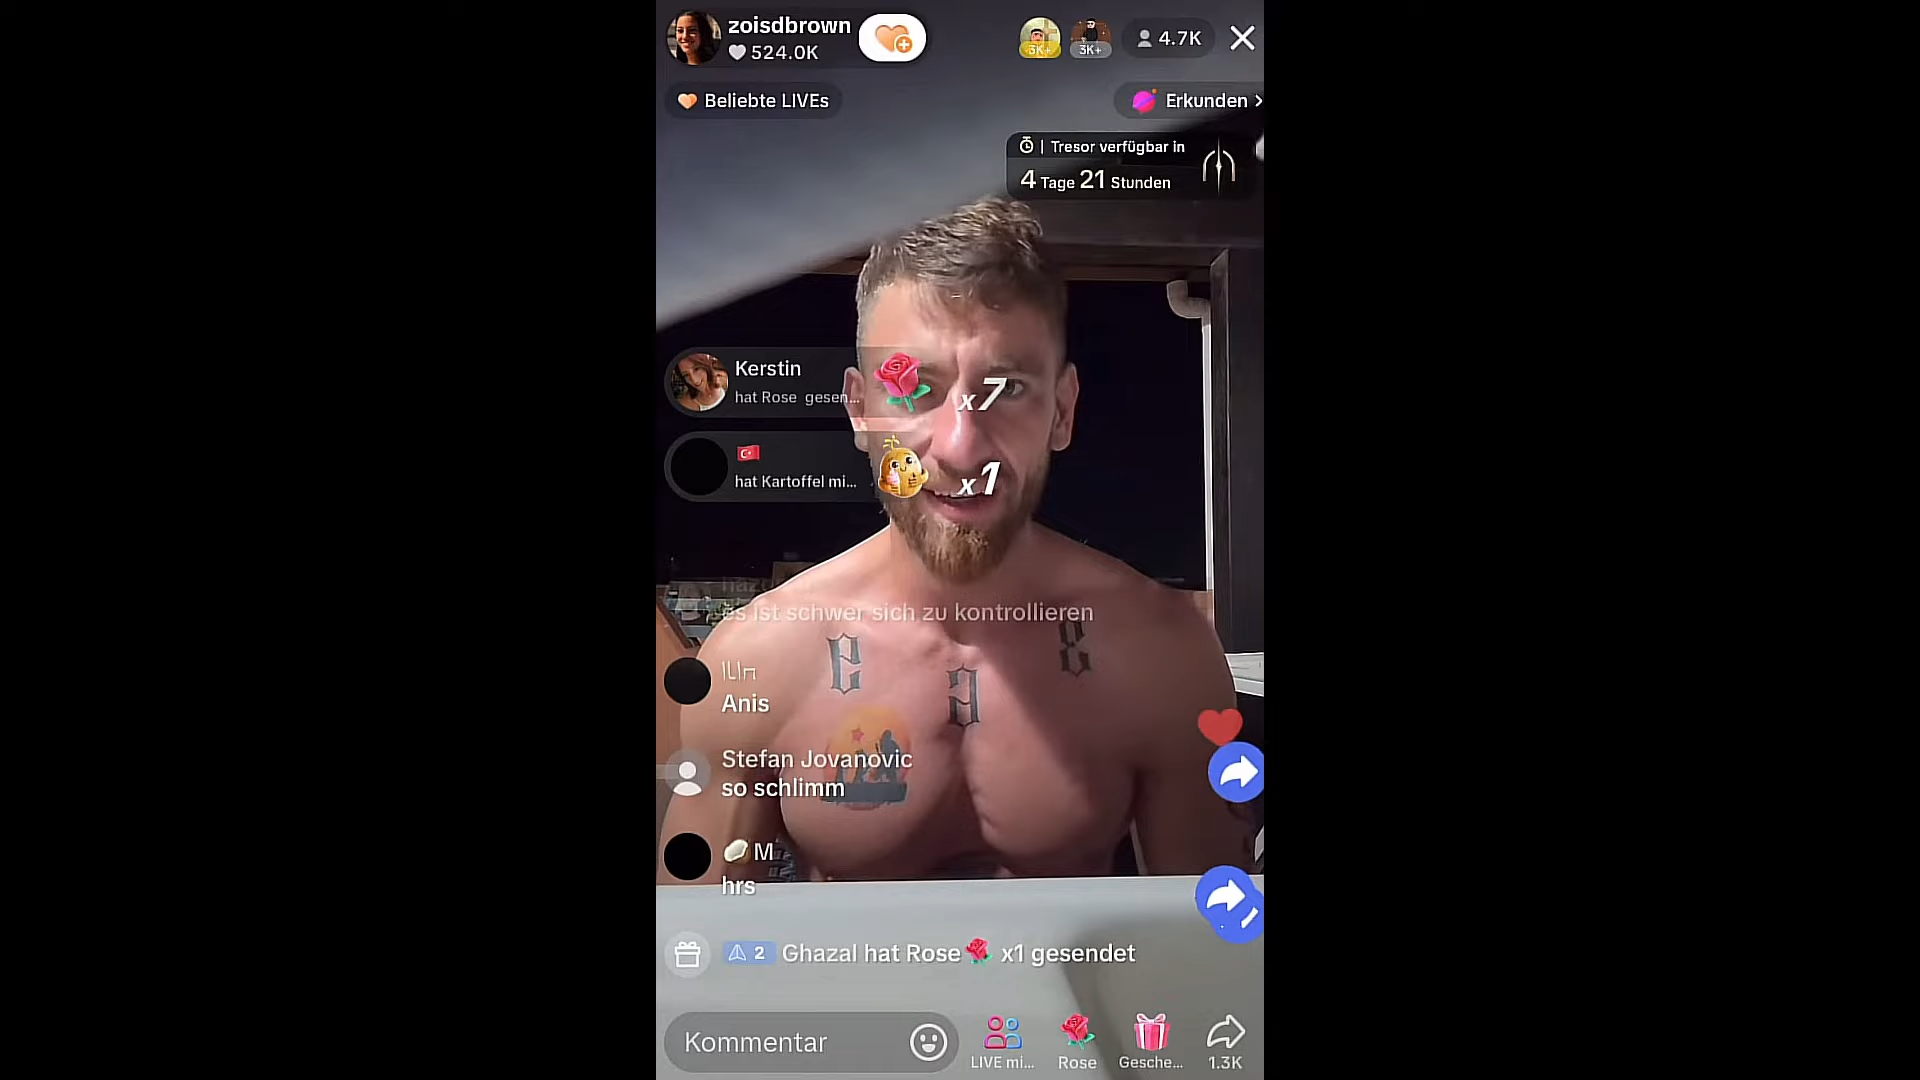 zoisdbrown
524.0K
3K+
3K+
4.7K
Beliebte LIVEs
Erkunden >
Tresor verfügbar in
4 Tage 21 Stunden
Kerstin
hat Rose gesen...
x7
hat Kartoffel mi...
x1
es ist schwer sich zu kontrollieren
Anis
Stefan Jovanovic
so schlimm
M
hrs
2 Ghazal hat Rose x1 gesendet
Kommentar
LIVE mi...
Rose
Gesche...
1.3K